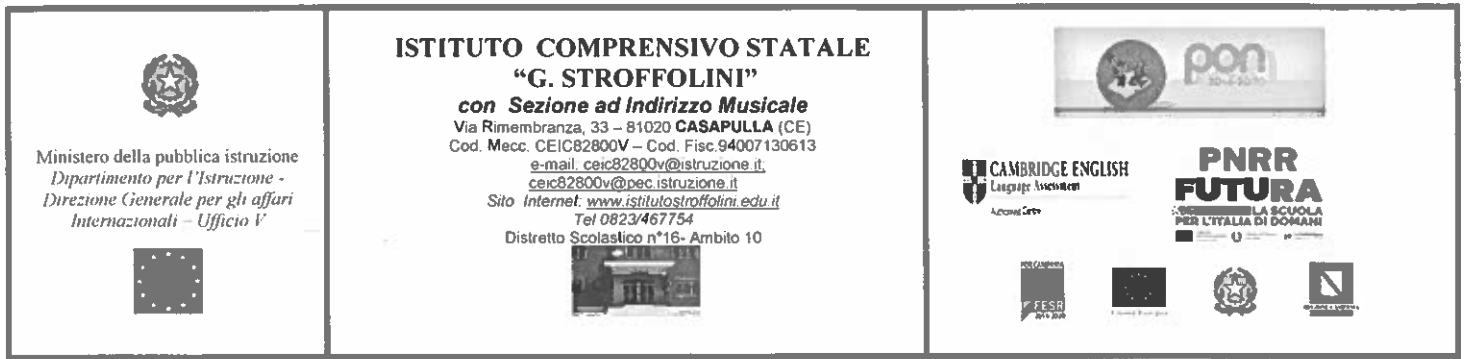 Ministero della pubblica istruzione
Dipartimento per l'Istruzione -
Direzione Generale per gli affari
Internazionali – Ufficio V
ISTITUTO COMPRENSIVO STATALE
“G. STROFFOLINI”
con Sezione ad Indirizzo Musicale
Via Rimembranza, 33 – 81020 CASAPULLA (CE)
Cod. Mecc. CEIC82800V – Cod. Fisc.94007130613
e-mail: ceic82800v@istruzione.it;
ceic82800v@pec.istruzione.it
Sito Internet: www.istitutostroffolini.edu.it
Tel 0823/467754
Distretto Scolastico n°16- Ambito 10
pon
CAMBRIDGE ENGLISH
Language Assessment
PNRR
FUTURA
LA SCUOLA
PER L'ITALIA DI DOMANI
FESR